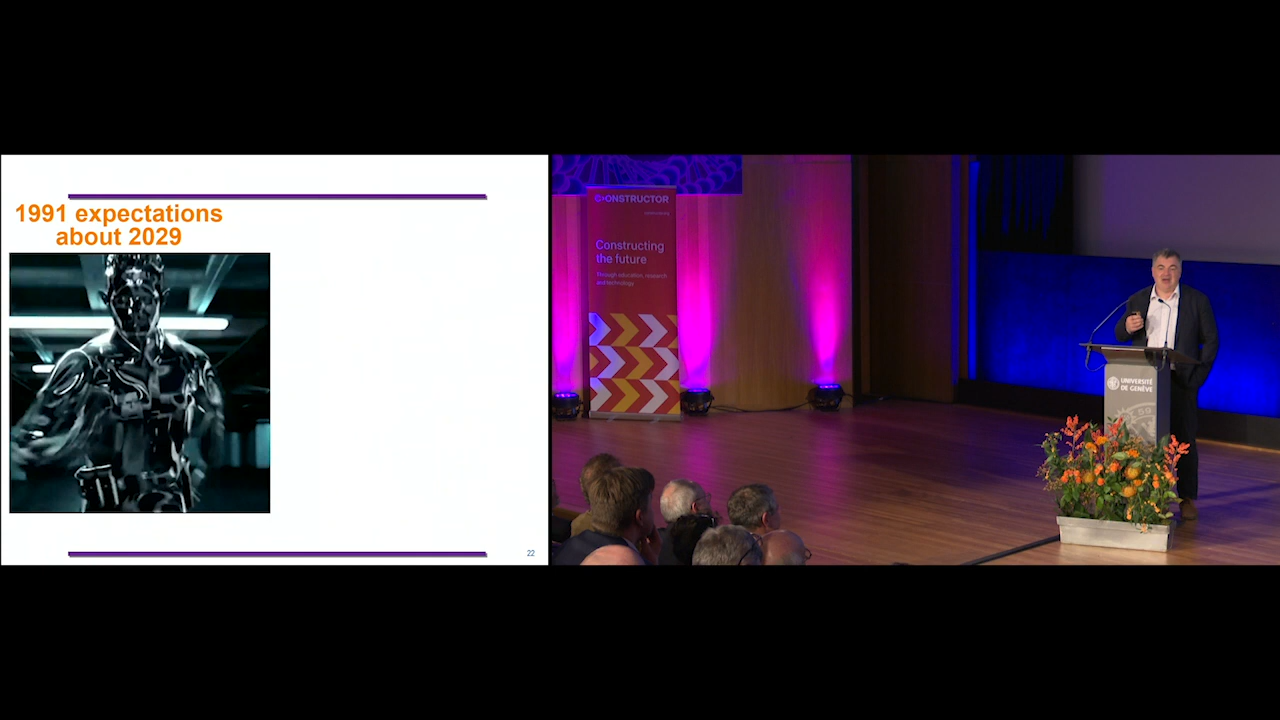 1991 expectations
about 2029
22
CONSTRUCTOR
Constructing
the future
Through education, research
and technology
UNIVERSITÉ
DE GENÈVE